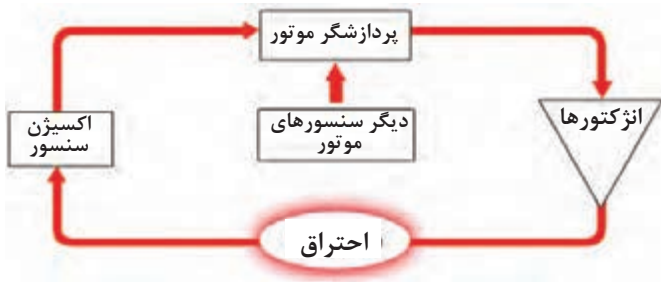 پردازشگر موتور
دیگر سنسورهای
موتور
انژکتورها
اکسیژن
سنسور
احتراق